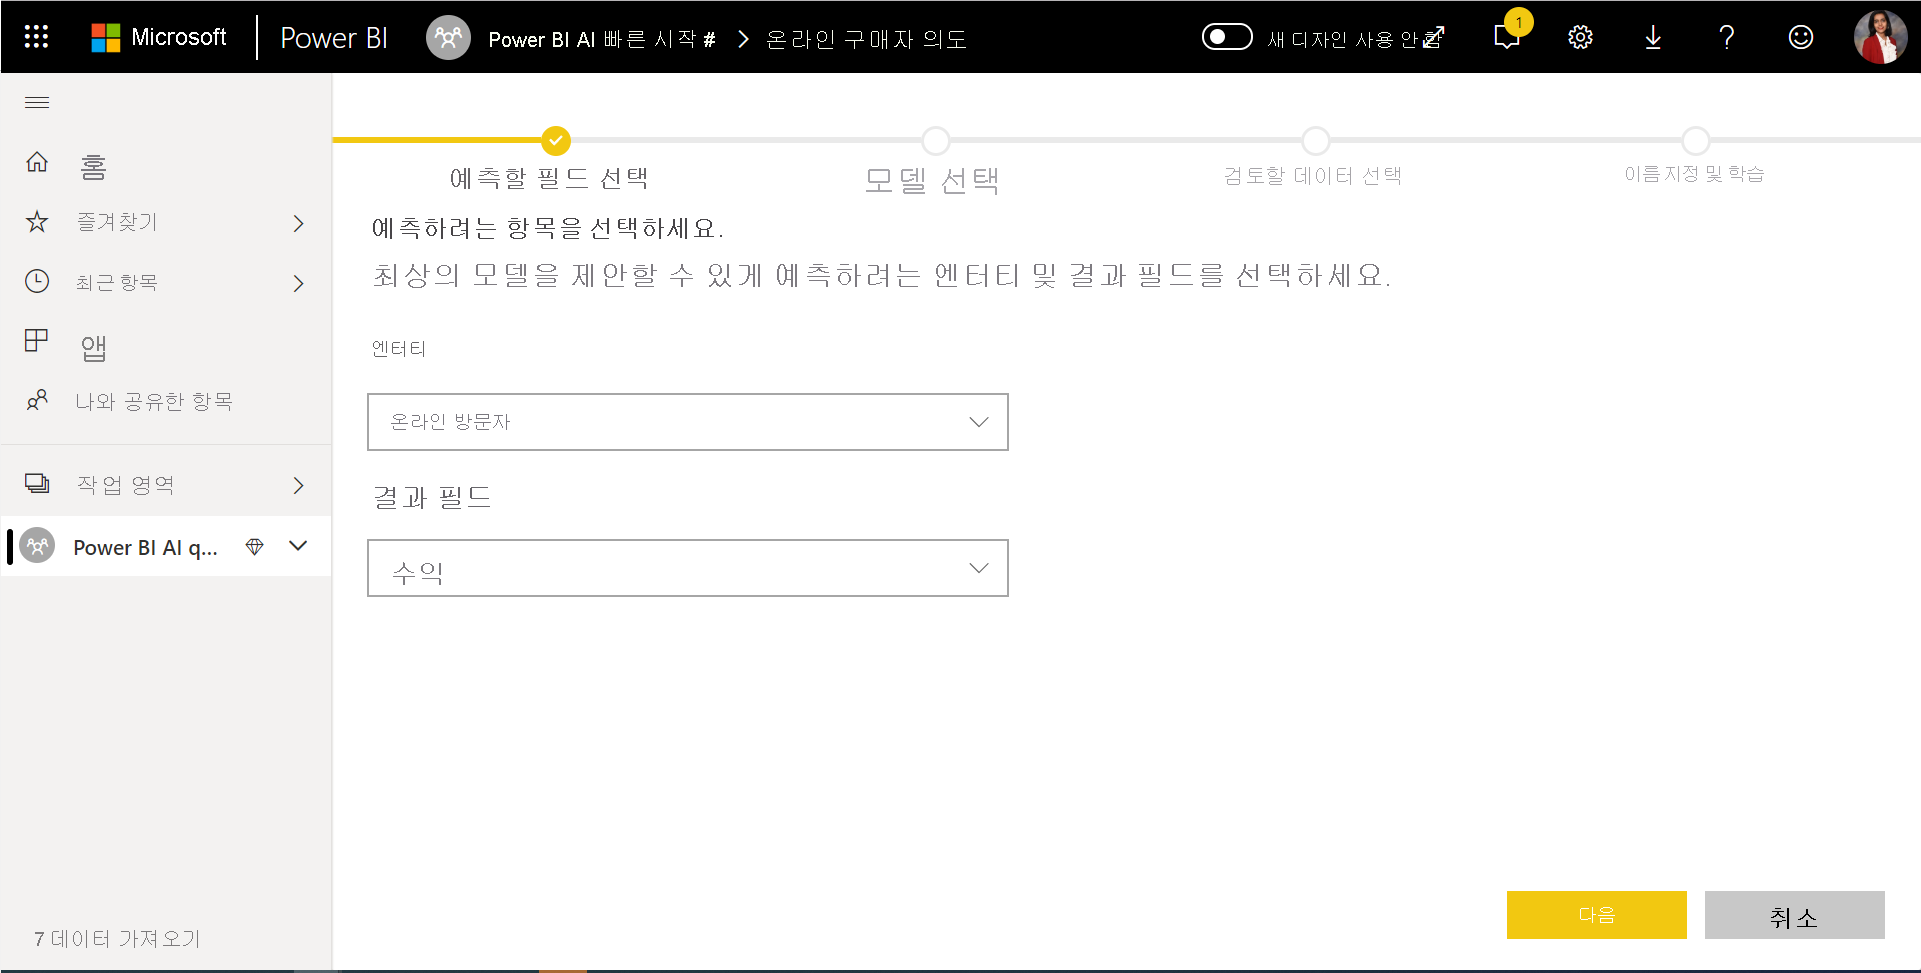 Microsoft
Power BI
Power BI AI 빠른 시작 # > 온라인 구매자 의도
새 디자인 사용 안 함
1
홈
즐겨찾기
최근 항목
앱
나와 공유한 항목
작업 영역
Power BI AI q...
7 데이터 가져오기
예측할 필드 선택
모델 선택
검토할 데이터 선택
이름 지정 및 학습
예측하려는 항목을 선택하세요.
최상의 모델을 제안할 수 있게 예측하려는 엔터티 및 결과 필드를 선택하세요.
엔터티
온라인 방문자
결과 필드
수익
다음
취소